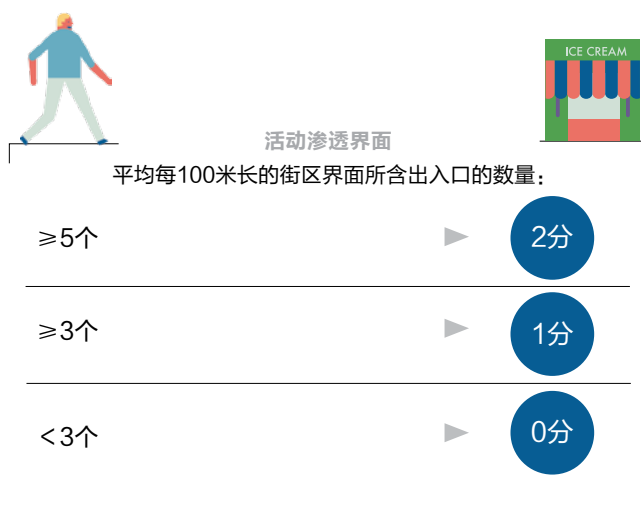 ICE CREAM
活动渗透界面
平均每100米长的街区界面所含出入口的数量：
≥5个 2分
≥3个 1分
<3个 0分